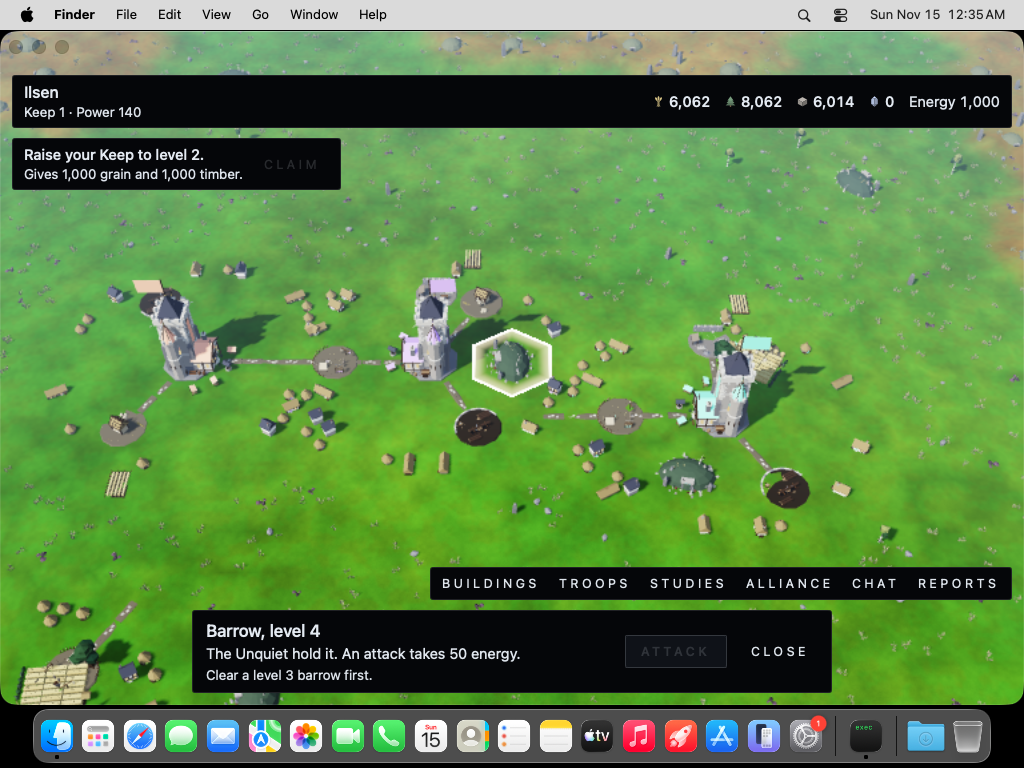 Finder File Edit View Go Window Help Sun Nov 15 12:35 AM
Ilsen
Keep 1 · Power 140
6,062 8,062 6,014 0 Energy 1,000
Raise your Keep to level 2.
Gives 1,000 grain and 1,000 timber.
CLAIM
BUILDINGS TROOPS STUDIES ALLIANCE CHAT REPORTS
Barrow, level 4
The Unquiet hold it. An attack takes 50 energy.
Clear a level 3 barrow first.
ATTACK CLOSE
Sun
15
tv
1
exec